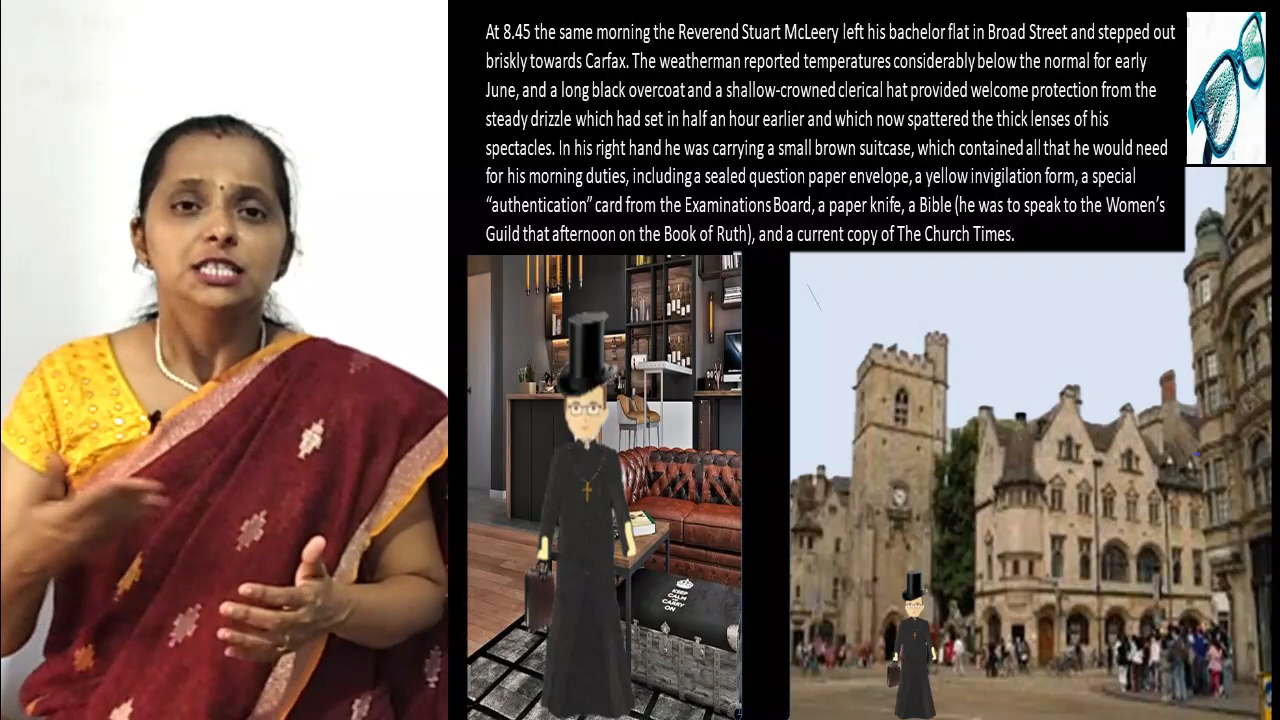 At 8.45 the same morning the Reverend Stuart McLeery left his bachelor flat in Broad Street and stepped out
briskly towards Carfax. The weatherman reported temperatures considerably below the normal for early
June, and a long black overcoat and a shallow-crowned clerical hat provided welcome protection from the
steady drizzle which had set in half an hour earlier and which now spattered the thick lenses of his
spectacles. In his right hand he was carrying a small brown suitcase, which contained all that he would need
for his morning duties, including a sealed question paper envelope, a yellow invigilation form, a special
“authentication” card from the Examinations Board, a paper knife, a Bible (he was to speak to the Women’s
Guild that afternoon on the Book of Ruth), and a current copy of The Church Times.
KEEP
CALM
AND
CARRY
ON